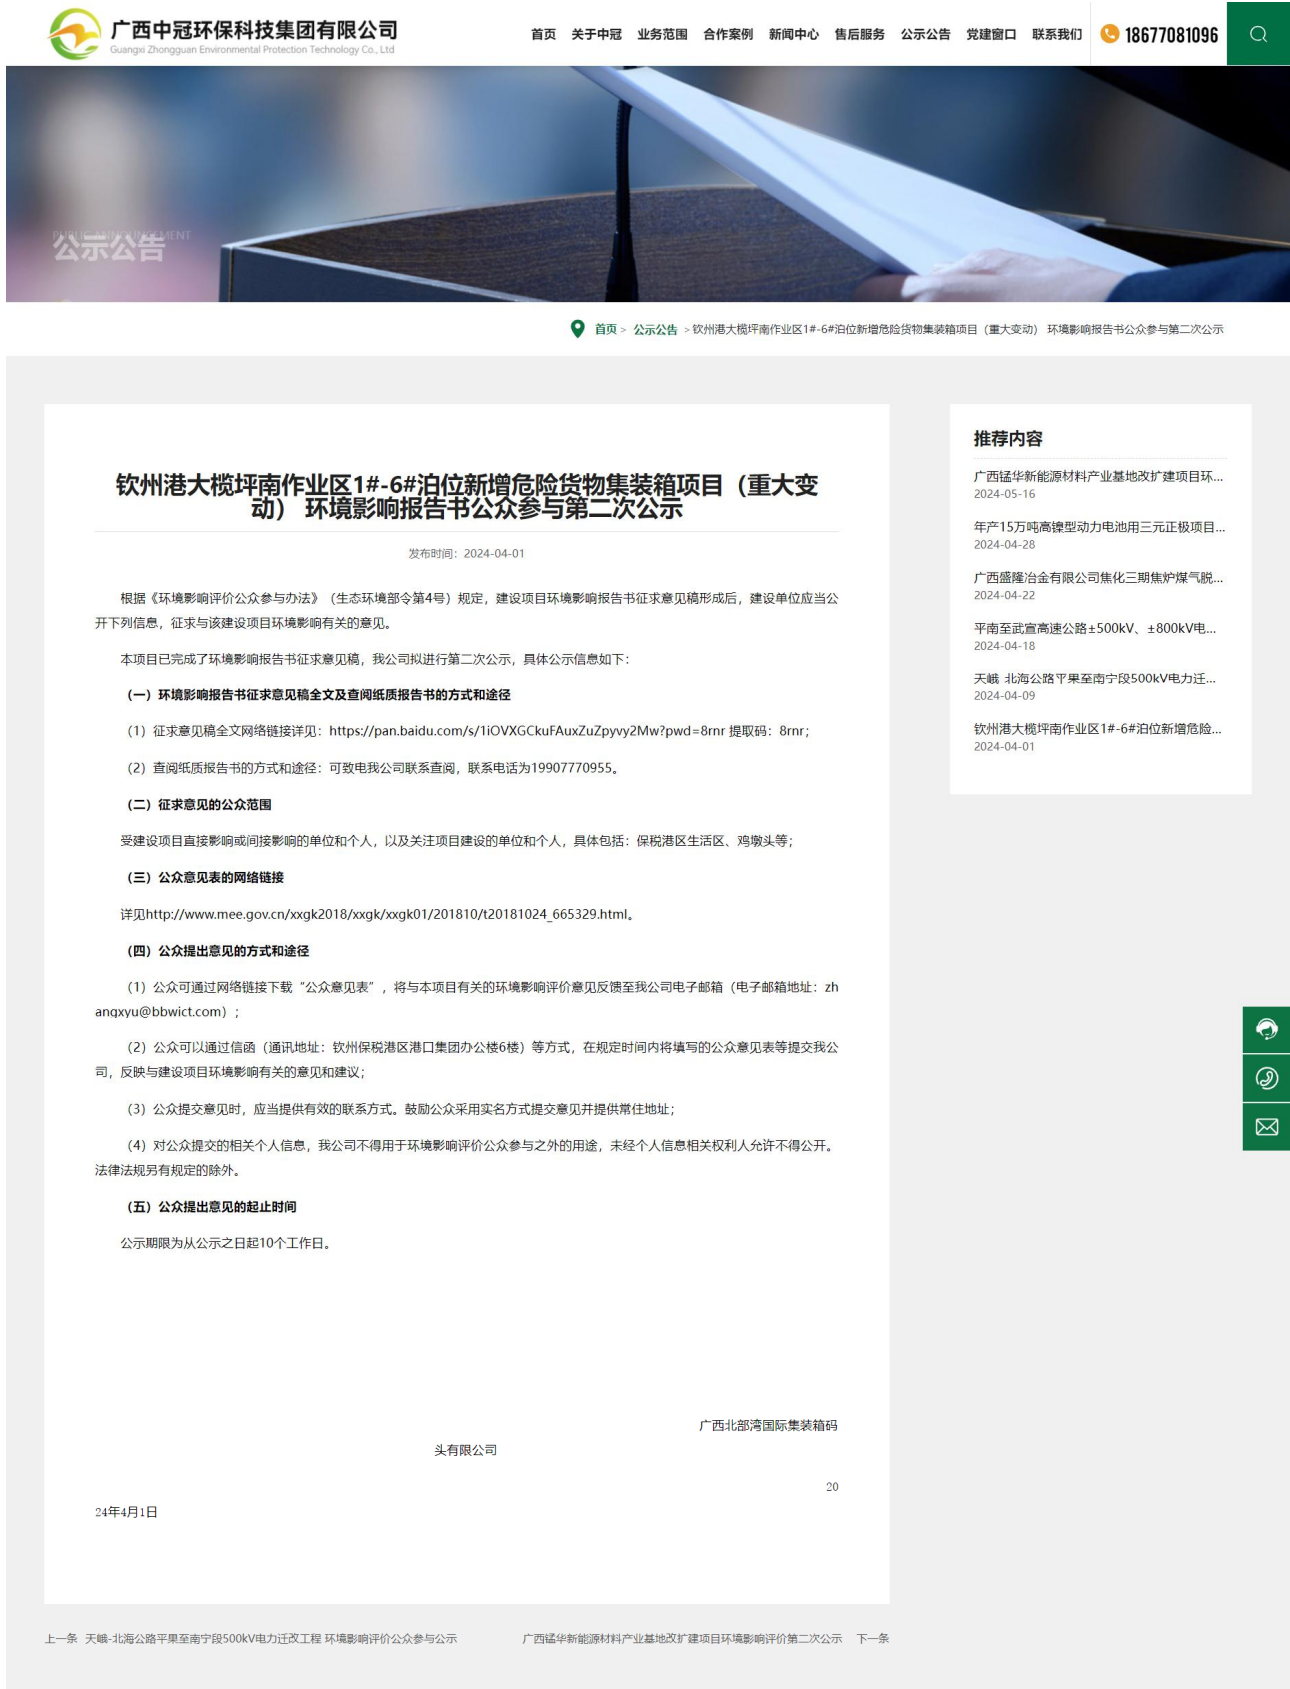 广西中冠环保科技集团有限公司
Guangxi Zhongguan Environmental Protection Technology Co., Ltd
首页 关于中冠 业务范围 合作案例 新闻中心 售后服务 公示公告 党建窗口 联系我们 18677081096
PUBLIC ANNOUNCEMENT
公示公告
首页 > 公示公告 > 钦州港大榄坪南作业区1#-6#泊位新增危险货物集装箱项目（重大变动） 环境影响报告书公众参与第二次公示
钦州港大榄坪南作业区1#-6#泊位新增危险货物集装箱项目（重大变
动） 环境影响报告书公众参与第二次公示
发布时间：2024-04-01
根据《环境影响评价公众参与办法》（生态环境部令第4号）规定，建设项目环境影响报告书征求意见稿形成后，建设单位应当公
开下列信息，征求与该建设项目环境影响有关的意见。
本项目已完成了环境影响报告书征求意见稿，我公司拟进行第二次公示，具体公示信息如下：
（一）环境影响报告书征求意见稿全文及查阅纸质报告书的方式和途径
（1）征求意见稿全文网络链接详见：https://pan.baidu.com/s/1iOVXGCkuFAuxZuZpyvy2Mw?pwd=8rnr 提取码：8rnr；
（2）查阅纸质报告书的方式和途径：可致电我公司联系查阅，联系电话为19907770955。
（二）征求意见的公众范围
受建设项目直接影响或间接影响的单位和个人，以及关注项目建设的单位和个人，具体包括：保税港区生活区、鸡墩头等；
（三）公众意见表的网络链接
详见http://www.mee.gov.cn/xxgk2018/xxgk/xxgk01/201810/t20181024_665329.html。
（四）公众提出意见的方式和途径
（1）公众可通过网络链接下载“公众意见表”，将与本项目有关的环境影响评价意见反馈至我公司电子邮箱（电子邮箱地址：zh
angxyu@bbwict.com）；
（2）公众可以通过信函（通讯地址：钦州保税港区港口集团办公楼6楼）等方式，在规定时间内将填写的公众意见表等提交我公
司，反映与建设项目环境影响有关的意见和建议；
（3）公众提交意见时，应当提供有效的联系方式。鼓励公众采用实名方式提交意见并提供常住地址；
（4）对公众提交的相关个人信息，我公司不得用于环境影响评价公众参与之外的用途，未经个人信息相关权利人允许不得公开。
法律法规另有规定的除外。
（五）公众提出意见的起止时间
公示期限为从公示之日起10个工作日。
广西北部湾国际集装箱码
头有限公司
20
24年4月1日
推荐内容
广西锰华新能源材料产业基地改扩建项目环...
2024-05-16
年产15万吨高镍型动力电池用三元正极项目...
2024-04-28
广西盛隆冶金有限公司焦化三期焦炉煤气脱...
2024-04-22
平南至武宣高速公路±500kV、±800kV电...
2024-04-18
天峨-北海公路平果至南宁段500kV电力迁...
2024-04-09
钦州港大榄坪南作业区1#-6#泊位新增危险...
2024-04-01
上一条 天峨-北海公路平果至南宁段500kV电力迁改工程 环境影响评价公众参与公示
广西锰华新能源材料产业基地改扩建项目环境影响评价第二次公示 下一条